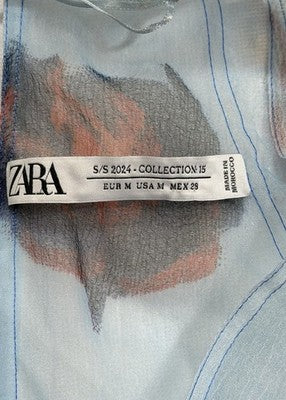 ZARA
S/S 2024 - COLLECTION: 15
EUR M USA M MEX 28
MADE IN
MOROCCO